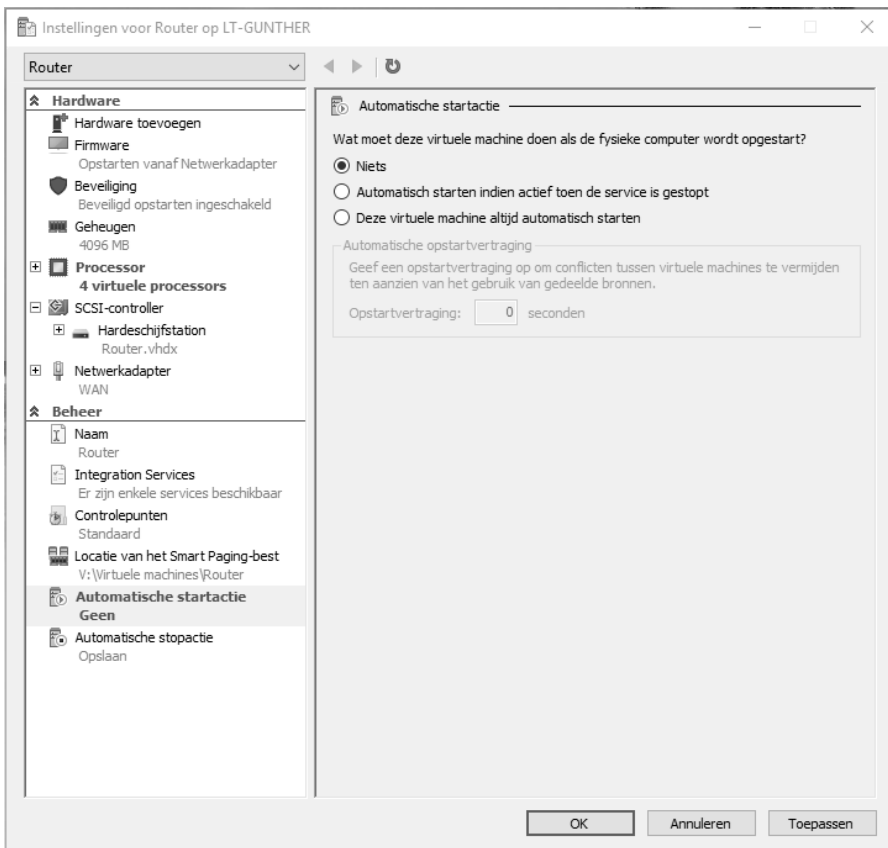 Instellingen voor Router op LT-GUNTHER
Router
Hardware
Hardware toevoegen
Firmware
Opstarten vanaf Netwerkadapter
Beveiliging
Beveiligd opstarten ingeschakeld
Geheugen
4096 MB
Processor
4 virtuele processors
SCSI-controller
Hardeschijfstation
Router.vhdx
Netwerkadapter
WAN
Beheer
Naam
Router
Integration Services
Er zijn enkele services beschikbaar
Controlepunten
Standaard
Locatie van het Smart Paging-best
V:\Virtuele machines\Router
Automatische startactie
Geen
Automatische stopactie
Opslaan
Automatische startactie
Wat moet deze virtuele machine doen als de fysieke computer wordt opgestart?
Niets
Automatisch starten indien actief toen de service is gestopt
Deze virtuele machine altijd automatisch starten
Automatische opstartvertraging
Geef een opstartvertraging op om conflicten tussen virtuele machines te vermijden
ten aanzien van het gebruik van gedeelde bronnen.
Opstartvertraging: 0 seconden
OK Annuleren Toepassen